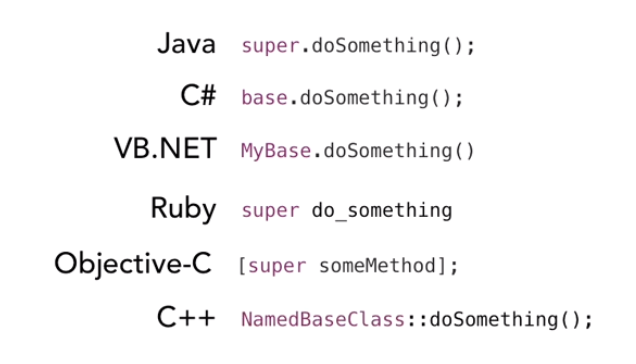 Java super.doSomething();
C# base.doSomething();
VB.NET MyBase.doSomething()
Ruby super do_something
Objective-C [super someMethod];
C++ NamedBaseClass::doSomething();